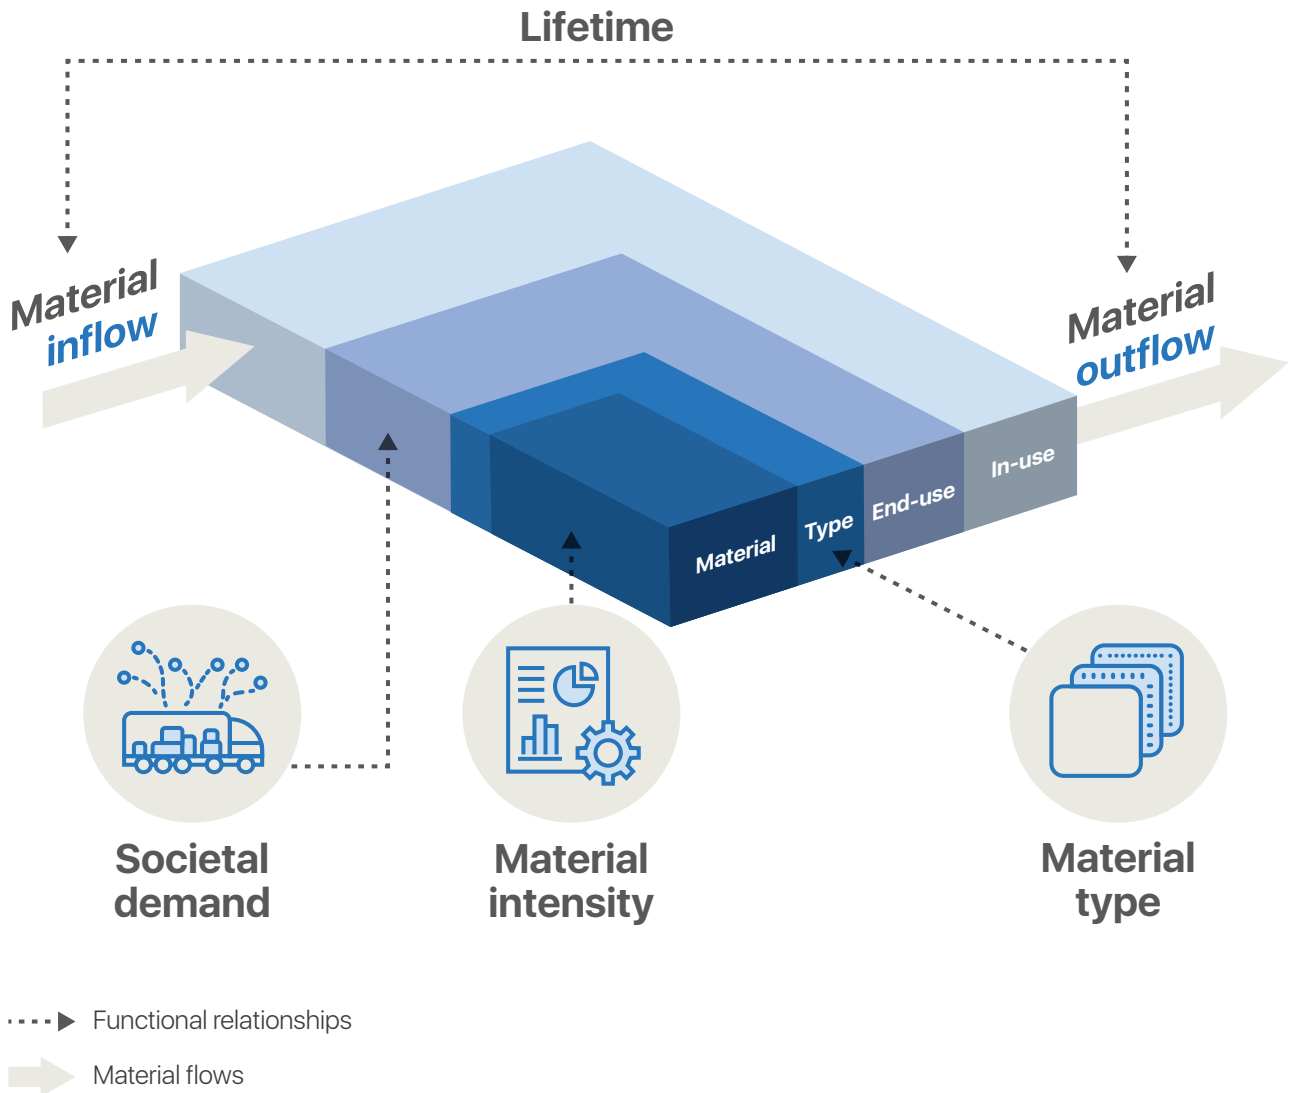 Lifetime
Material
inflow
Material
outflow
Material
Type
End-use
In-use
Societal
demand
Material
intensity
Material
type
Functional relationships
Material flows